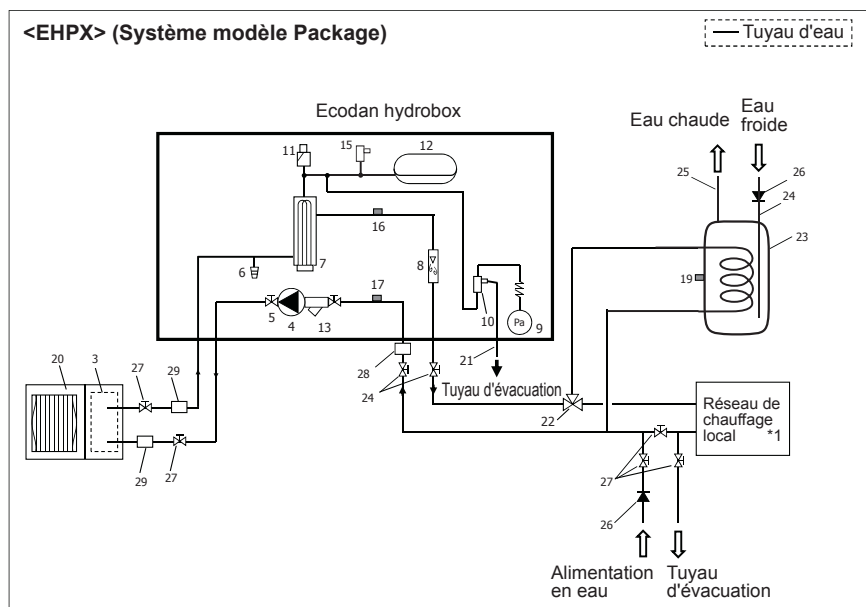 <EHPX> (Système modèle Package)
Tuyau d'eau
Ecodan hydrobox
Eau chaude
Eau
froide
11
15
12
25
26
24
16
23
6
7
8
19
17
5
4
13
10
Pa
9
20
3
27
29
28
21
24
Tuyau d'évacuation
22
Réseau de
chauffage
local *1
29
27
27
26
Alimentation
en eau
Tuyau
d'évacuation